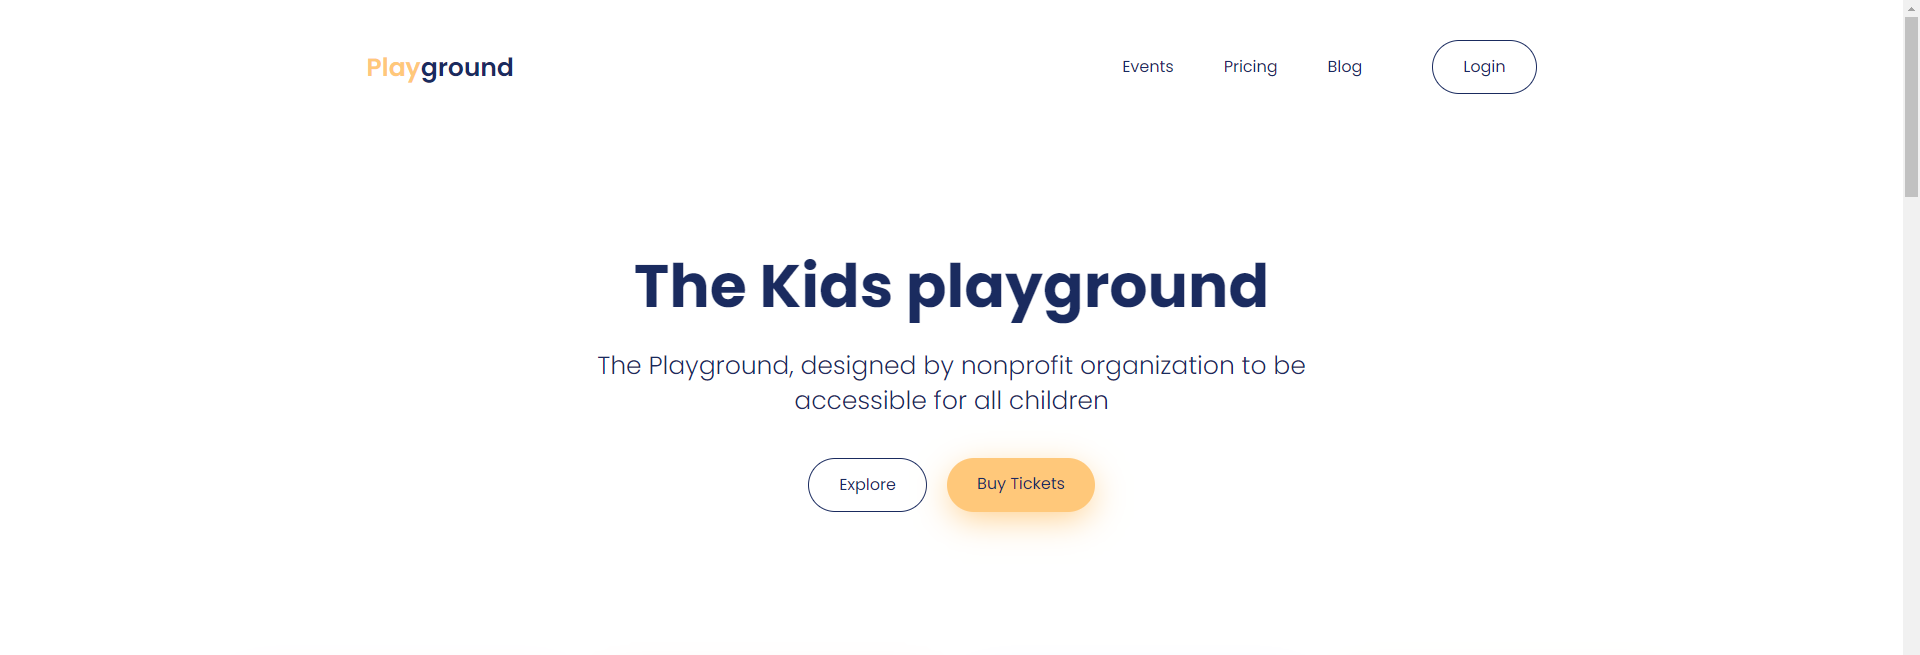 Playground
Events Pricing Blog Login
The Kids playground
The Playground, designed by nonprofit organization to be
accessible for all children
Explore Buy Tickets